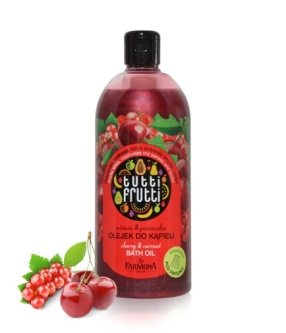 tutti
frutti
wiśnia & porzeczka
OLEJEK DO KĄPIELI
cherry & currant
BATH OIL
FARMONA